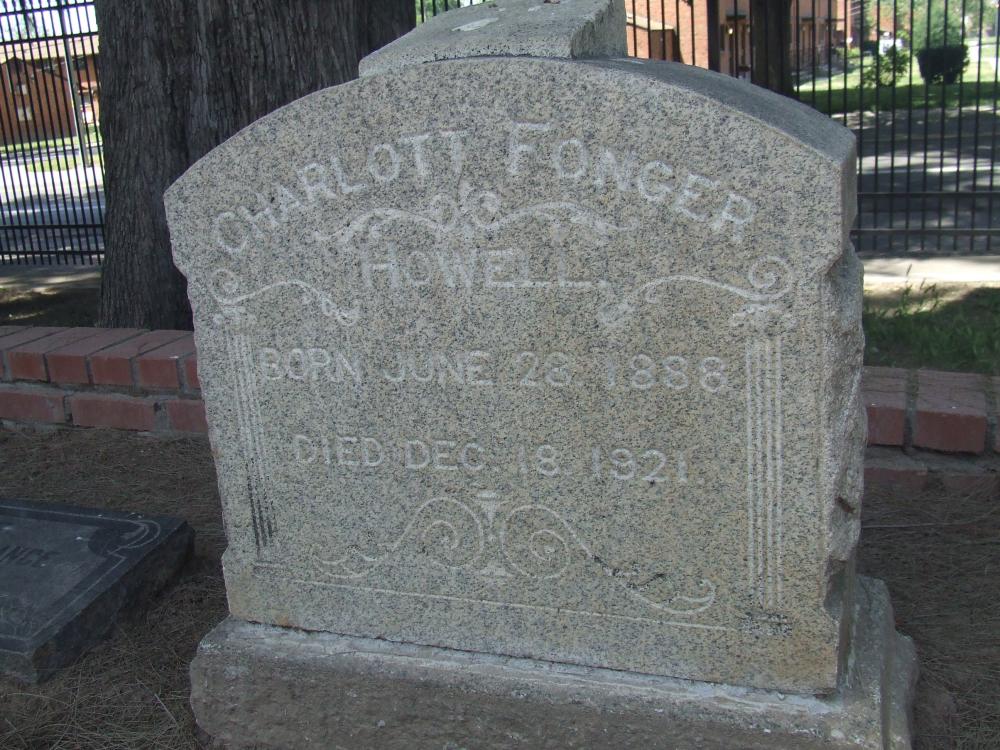 CHARLOTT FONGER
HOWELL.
BORN JUNE 28. 1888
DIED DEC. 18. 1921